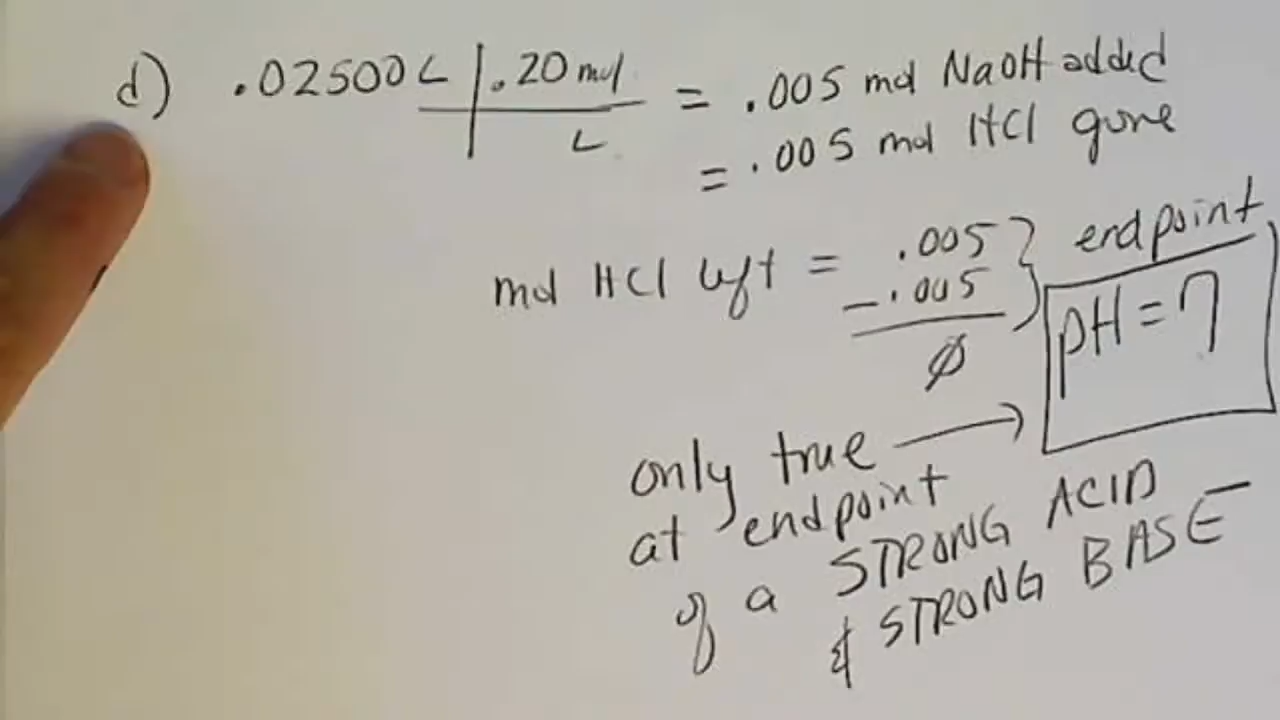 d) .02500L | .20 mol = .005 mol NaOH added
L
= .005 mol HCl gone
mol HCl left = .005 } endpoint
- .005
ø
pH = 7
only true →
at endpoint
of a STRONG ACID
& STRONG BASE